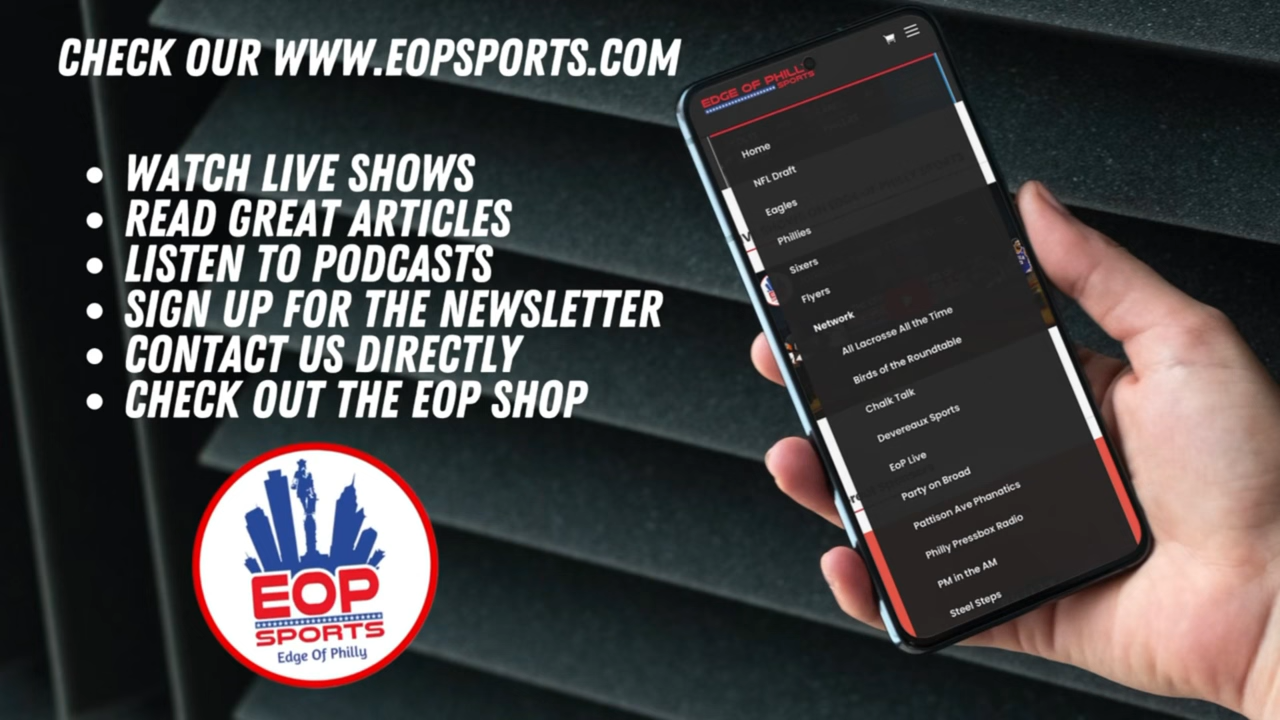 CHECK OUR WWW.EOPSPORTS.COM
• WATCH LIVE SHOWS
• READ GREAT ARTICLES
• LISTEN TO PODCASTS
• SIGN UP FOR THE NEWSLETTER
• CONTACT US DIRECTLY
• CHECK OUT THE EOP SHOP
EOP
SPORTS
Edge Of Philly
EDGE OF PHILLY
SPORTS
Home
NFL Draft
Eagles
Phillies
Sixers
Flyers
Network
All Lacrosse All the Time
Birds of the Roundtable
Chalk Talk
Devereaux Sports
EoP Live
Party on Broad
Pattison Ave Phanatics
Philly Pressbox Radio
PM in the AM
Steel Steps